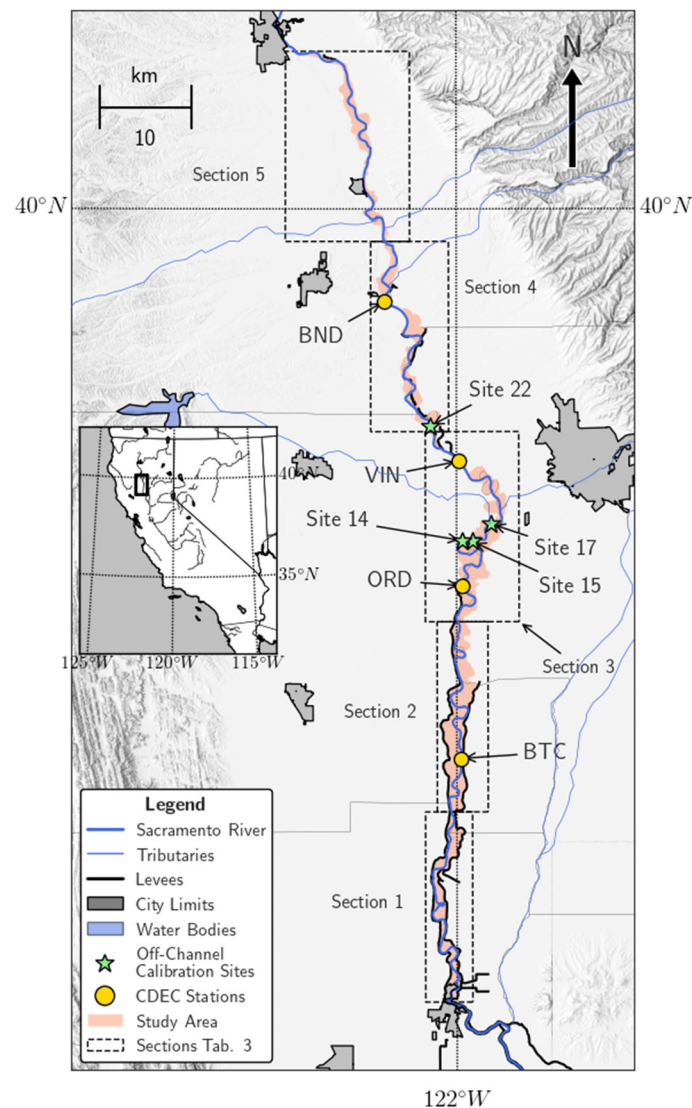 km
10
N
Section 5
40°N
40°N
Section 4
BND
Site 22
VIN
Site 14
Site 17
Site 15
ORD
40°N
35°N
125°W
120°W
115°W
Section 3
Section 2
BTC
Legend
Sacramento River
Tributaries
Levees
City Limits
Water Bodies
Off-Channel
Calibration Sites
CDEC Stations
Study Area
Sections Tab. 3
Section 1
122°W